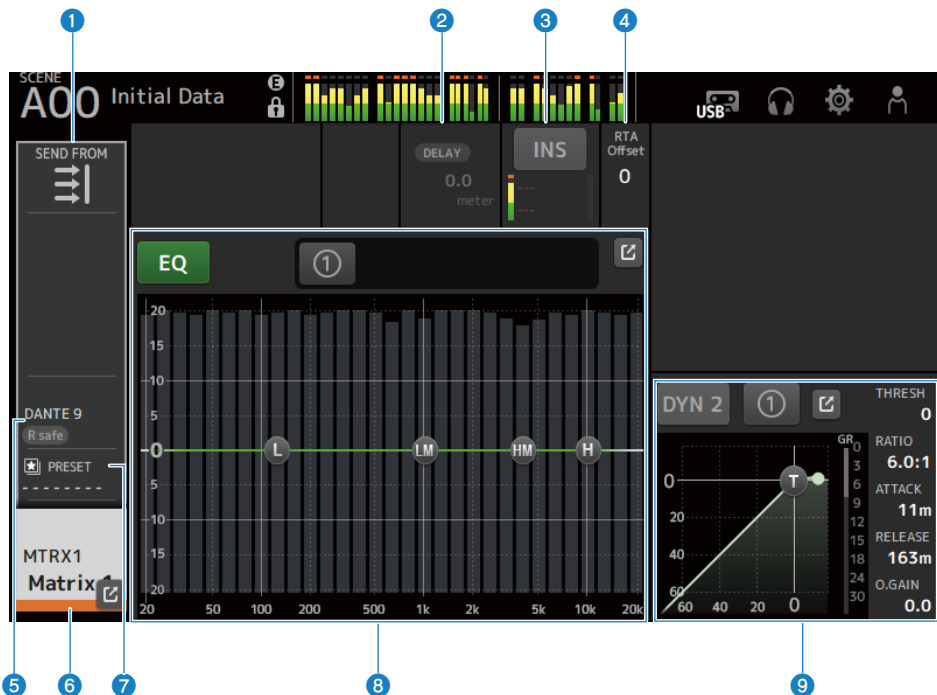 1 2 3 4
SCENE
A00 Initial Data
E
USB
SEND FROM
DELAY
0.0
meter
INS
---
---
RTA
Offset
0
EQ
1
20
15
10
5
0
5
10
15
20
20 50 100 200 500 1k 2k 5k 10k 20k
L LM HM H
DANTE 9
R safe
PRESET
--------
MTRX1
Matrix 1
DYN 2
1
THRESH
0
RATIO
6.0:1
ATTACK
11m
RELEASE
163m
O.GAIN
0.0
GR
0
3
6
9
12
15
18
24
30
T
0
20
40
60
60 40 20 0
5 6 7 8 9